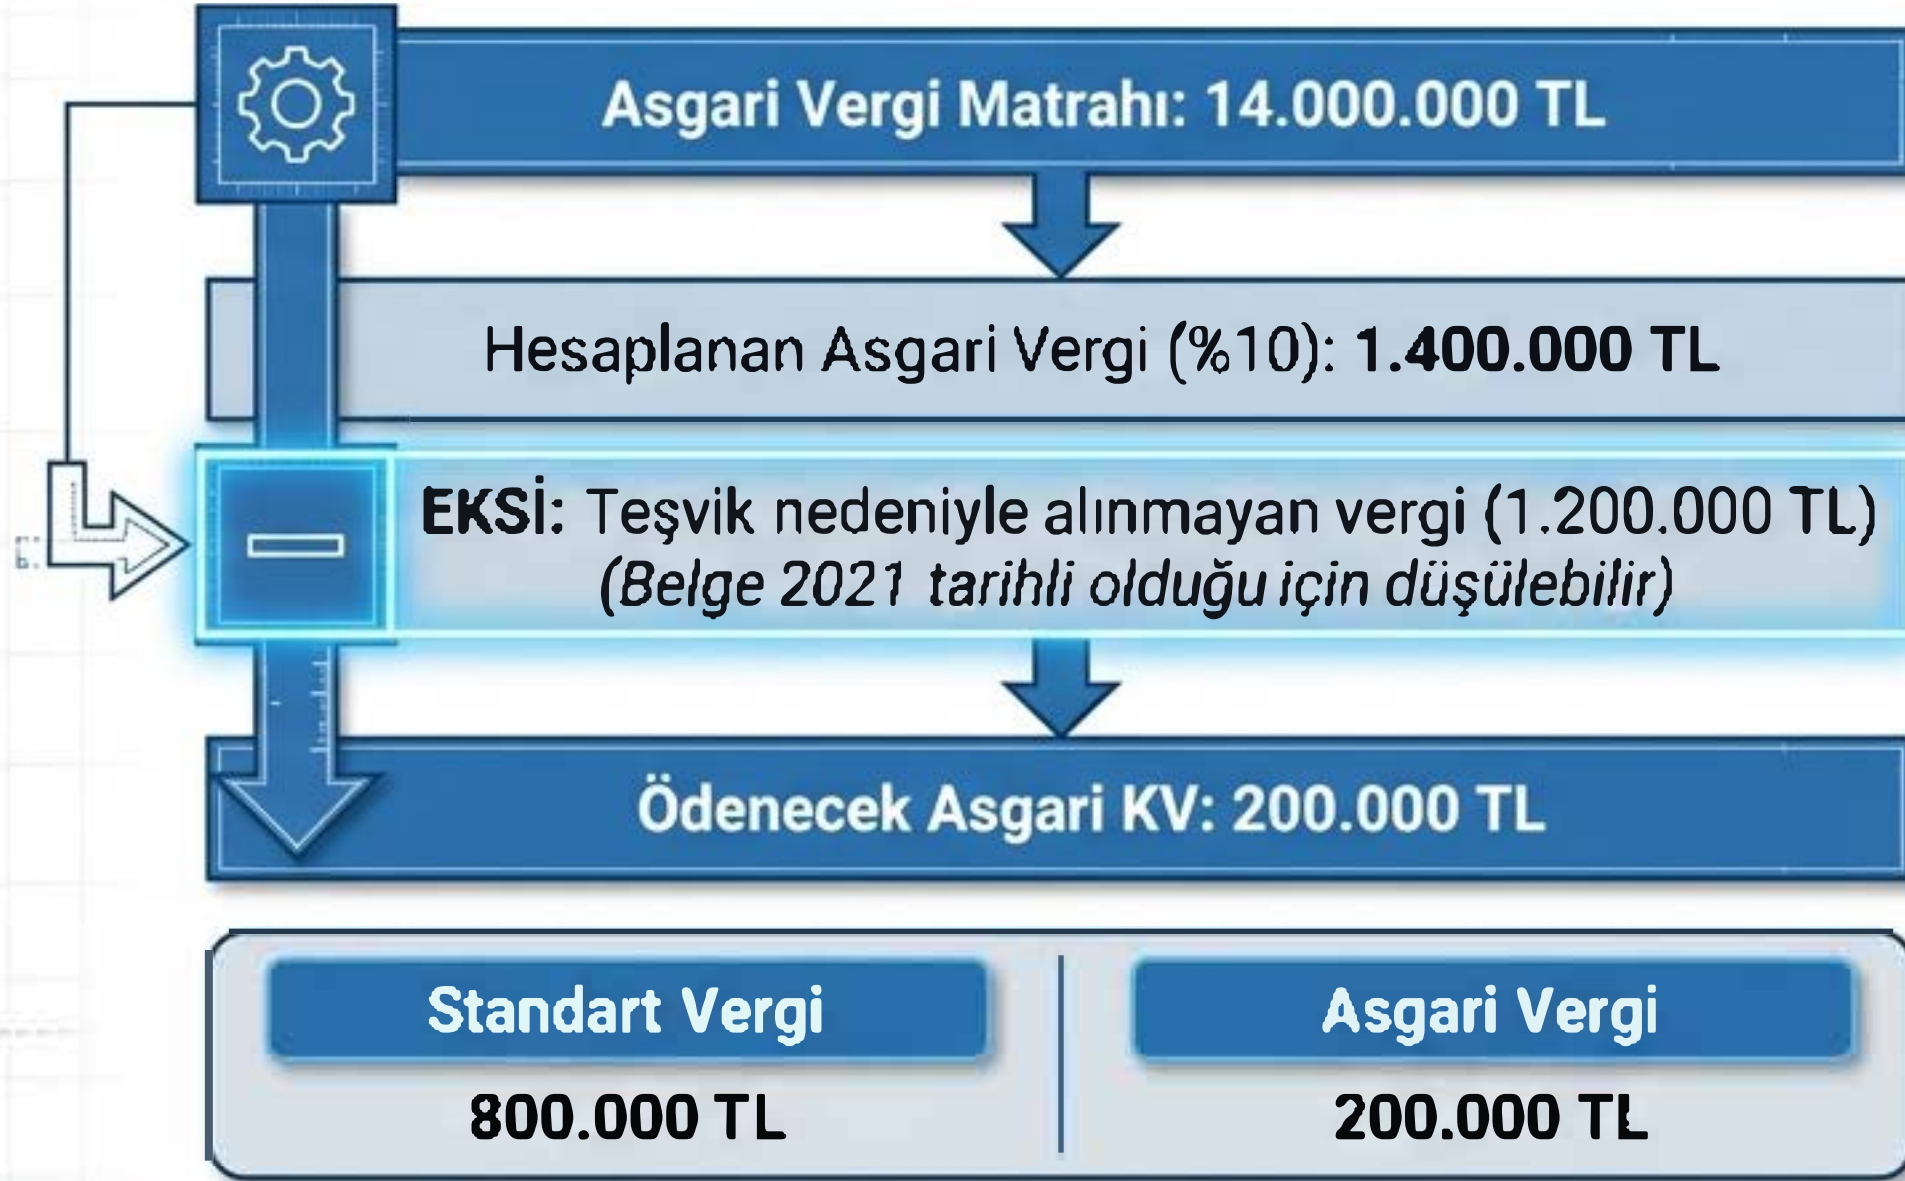 Asgari Vergi Matrahı: 14.000.000 TL
Hesaplanan Asgari Vergi (%10): 1.400.000 TL
EKSİ: Teşvik nedeniyle alınmayan vergi (1.200.000 TL)
(Belge 2021 tarihli olduğu için düşülebilir)
Ödenecek Asgari KV: 200.000 TL
Standart Vergi
800.000 TL
Asgari Vergi
200.000 TL